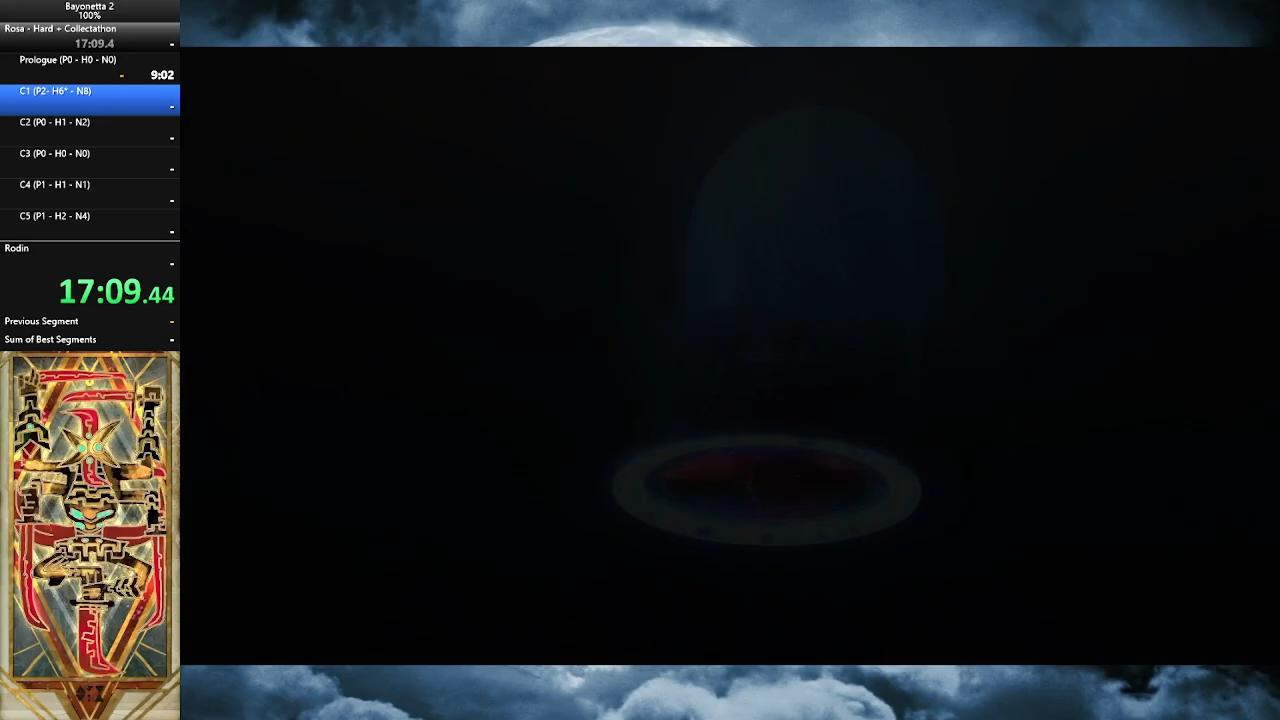 Bayonetta 2
100%
Rosa - Hard + Collectathon
17:09.4 -
Prologue (P0 - H0 - N0)
- 9:02
C1 (P2- H6* - N8)
-
C2 (P0 - H1 - N2)
-
C3 (P0 - H0 - N0)
-
C4 (P1 - H1 - N1)
-
C5 (P1 - H2 - N4)
-
Rodin
-
17:09.44
Previous Segment -
Sum of Best Segments -